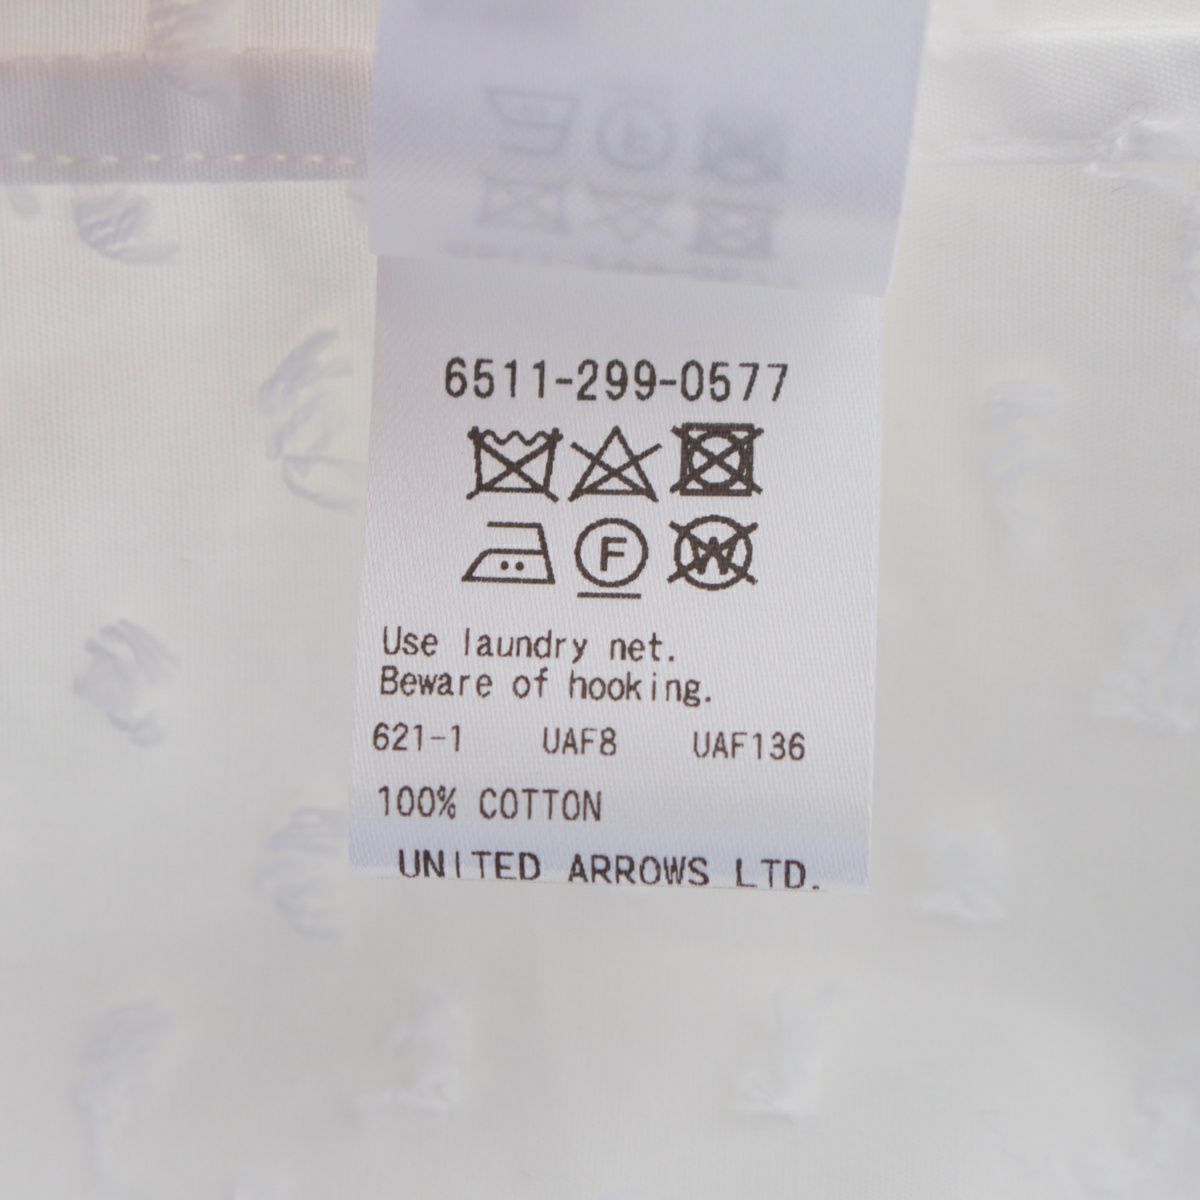 6511-299-0577
F
W
Use laundry net.
Beware of hooking.
621-1 UAF8 UAF136
100% COTTON
UNITED ARROWS LTD.